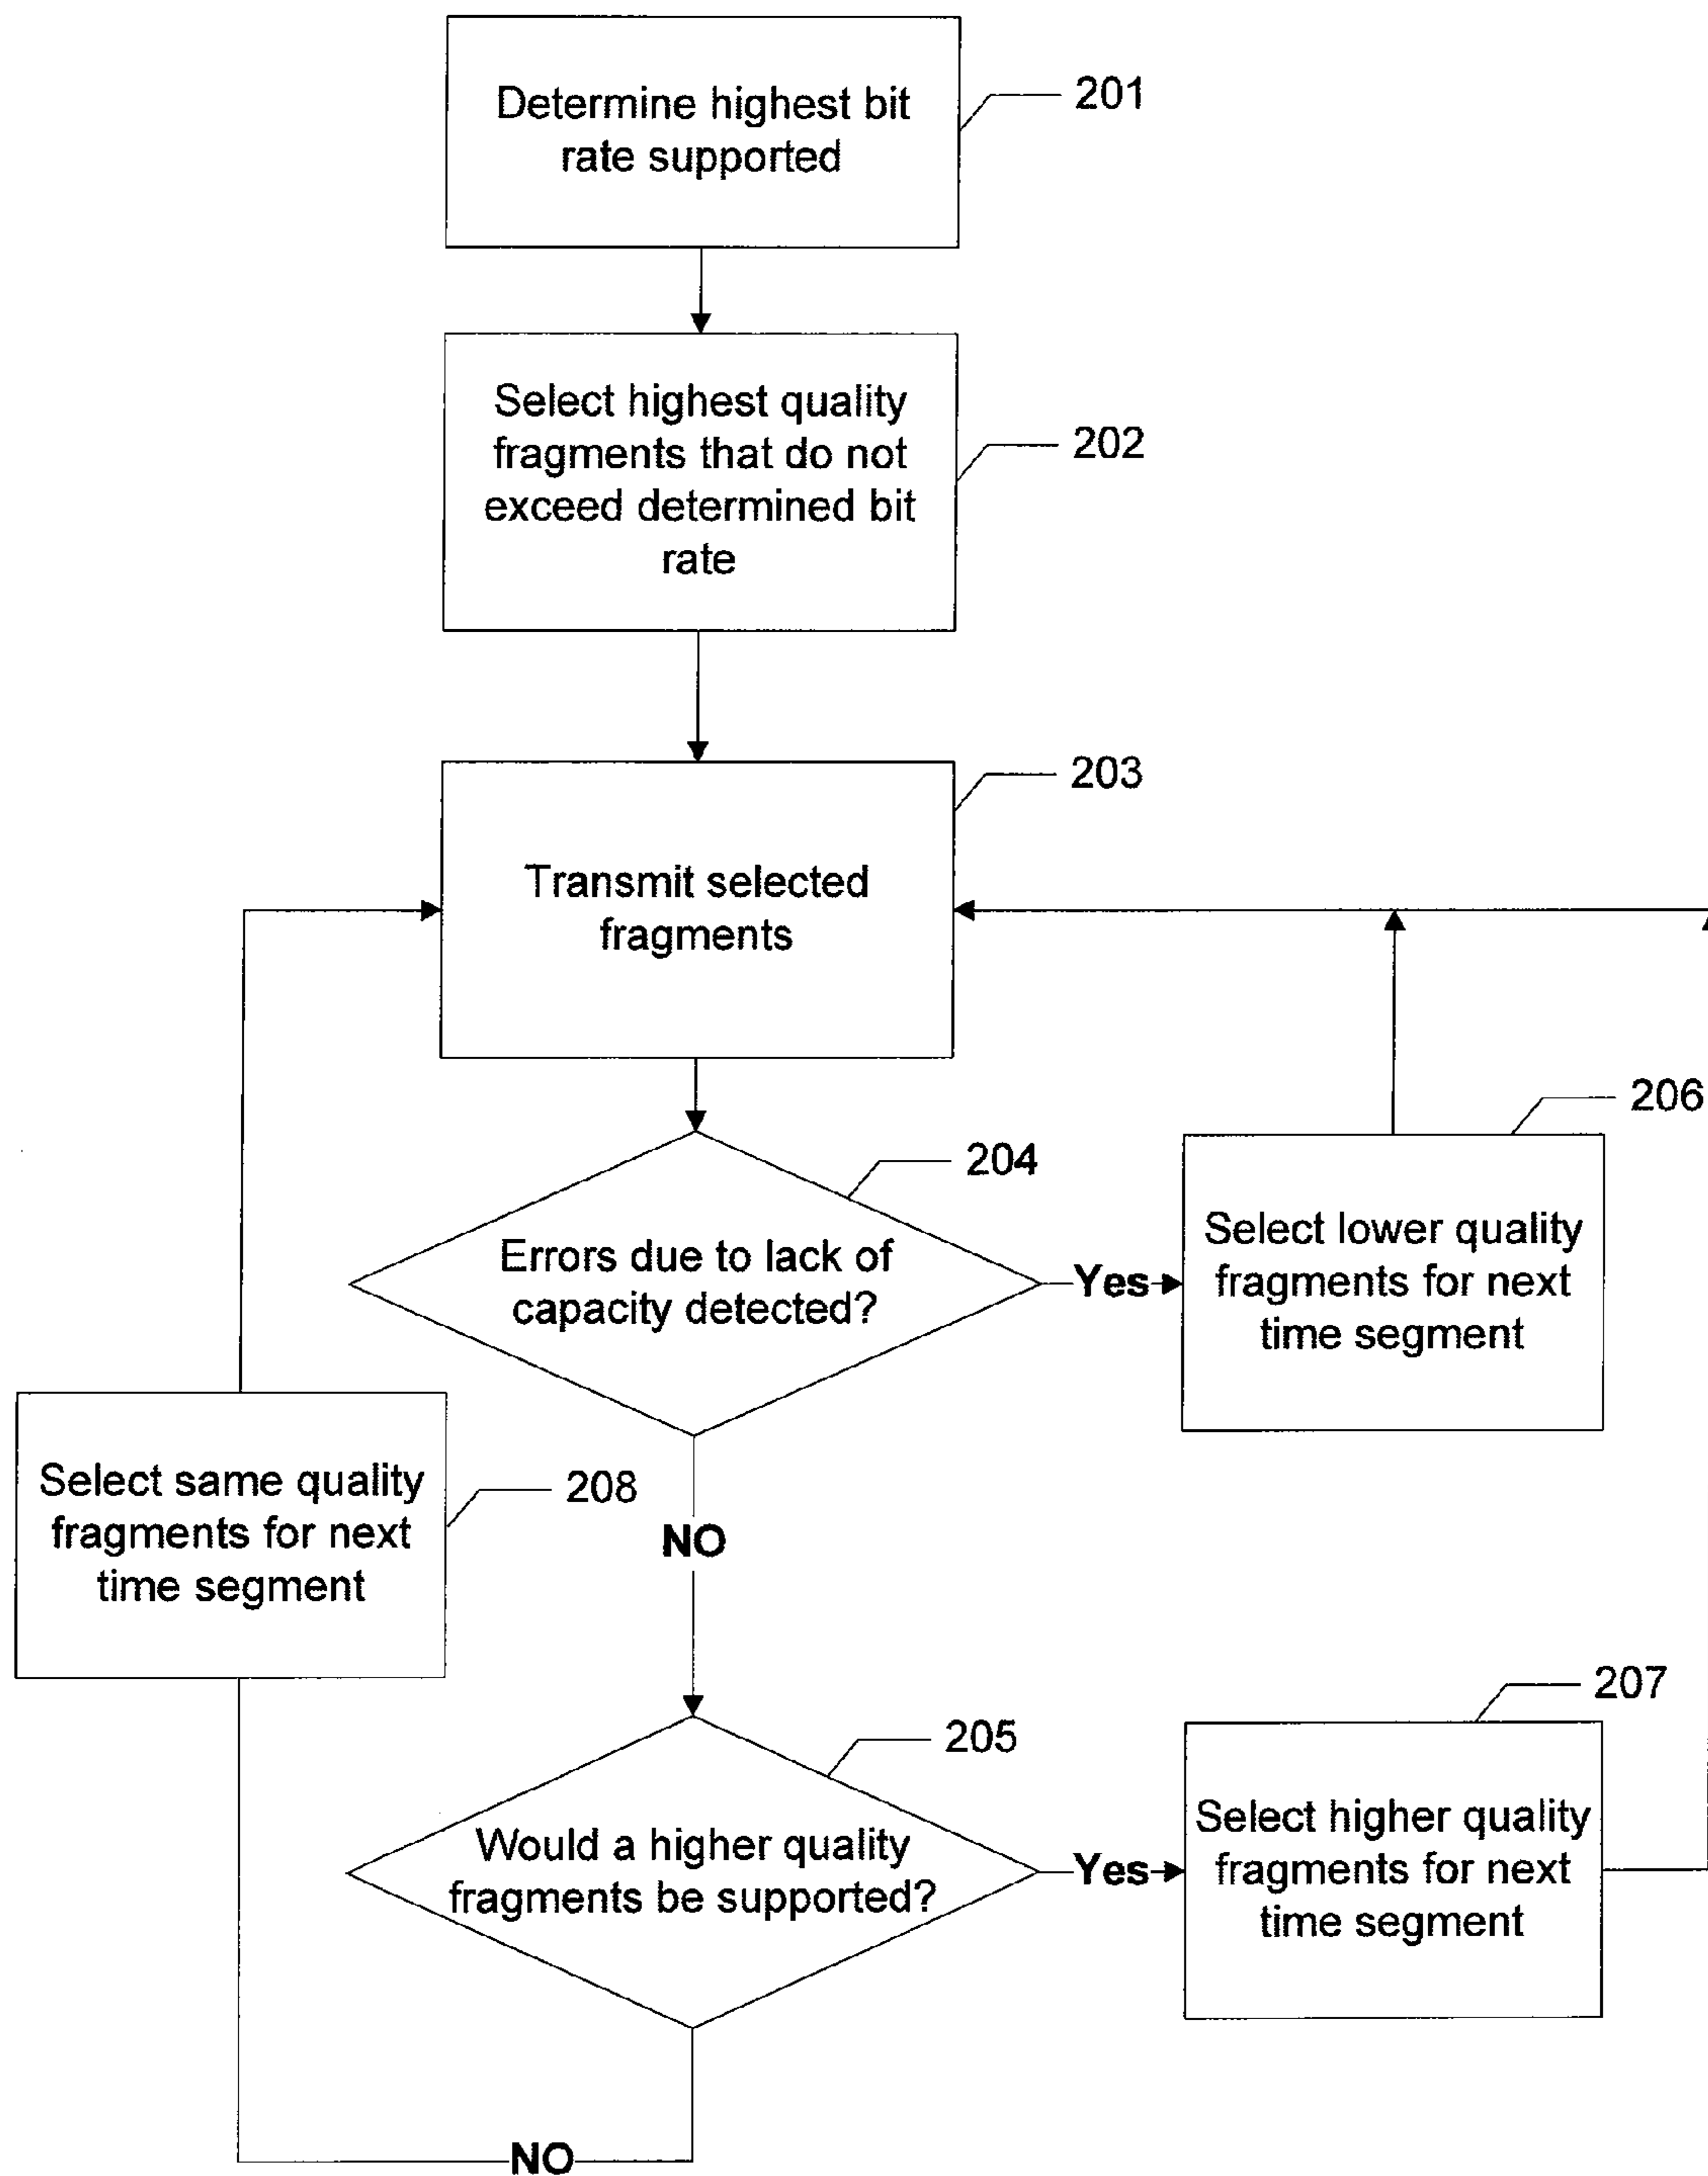 Determine highest bit
rate supported
201
Select highest quality
fragments that do not
exceed determined bit
rate
202
203
Transmit selected
fragments
204
Errors due to lack of
capacity detected?
Yes
206
Select lower quality
fragments for next
time segment
NO
Select same quality
fragments for next
time segment
208
205
Would a higher quality
fragments be supported?
Yes
207
Select higher quality
fragments for next
time segment
NO